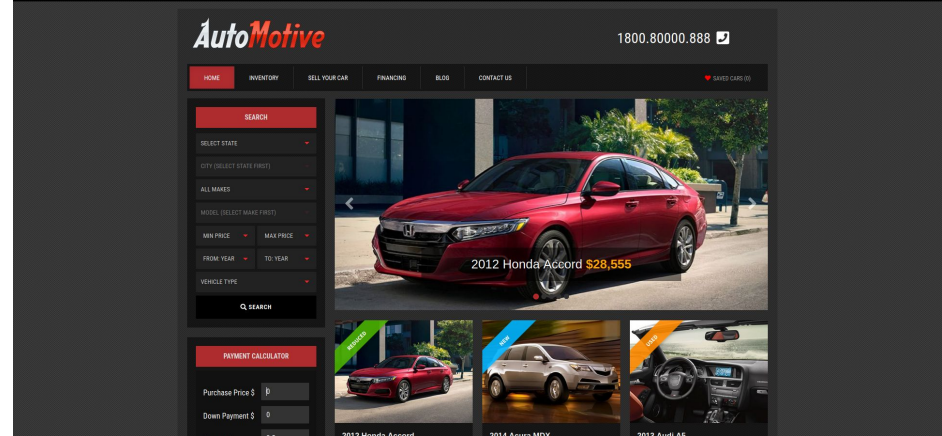 AutoMotive
1800.80000.888
HOME INVENTORY SELL YOUR CAR FINANCING BLOG CONTACT US SAVED CARS (0)
SEARCH
SELECT STATE
CITY (SELECT STATE FIRST)
ALL MAKES
MODEL (SELECT MAKE FIRST)
MIN PRICE MAX PRICE
FROM: YEAR TO: YEAR
VEHICLE TYPE
SEARCH
2012 Honda Accord $28,555
REDUCED
NEW
USED
PAYMENT CALCULATOR
Purchase Price $ 0
Down Payment $ 0
2012 Honda Accord 2014 Acura MDX 2013 Audi A5